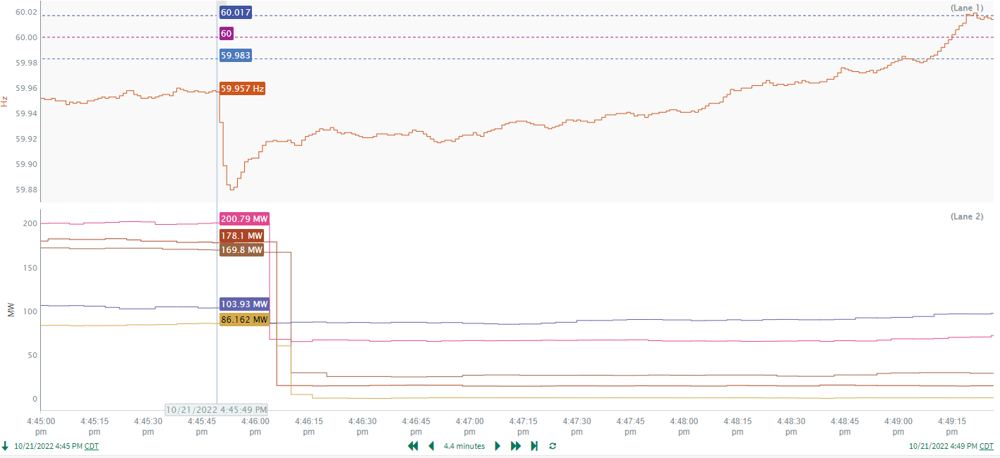 (Lane 1)
60.02
60.017
60.00
60
59.983
59.98
59.96
59.957 Hz
Hz
59.94
59.92
59.90
59.88
(Lane 2)
200.79 MW
200
178.1 MW
169.8 MW
150
MW
103.93 MW
100
86.162 MW
50
0
10/21/2022 4:45:49 PM
4:45:00 pm
4:45:15 pm
4:45:30 pm
4:45:45 pm
4:46:00 pm
4:46:15 pm
4:46:30 pm
4:46:45 pm
4:47:00 pm
4:47:15 pm
4:47:30 pm
4:47:45 pm
4:48:00 pm
4:48:15 pm
4:48:30 pm
4:48:45 pm
4:49:00 pm
4:49:15 pm
10/21/2022 4:45 PM CDT
4.4 minutes
10/21/2022 4:49 PM CDT